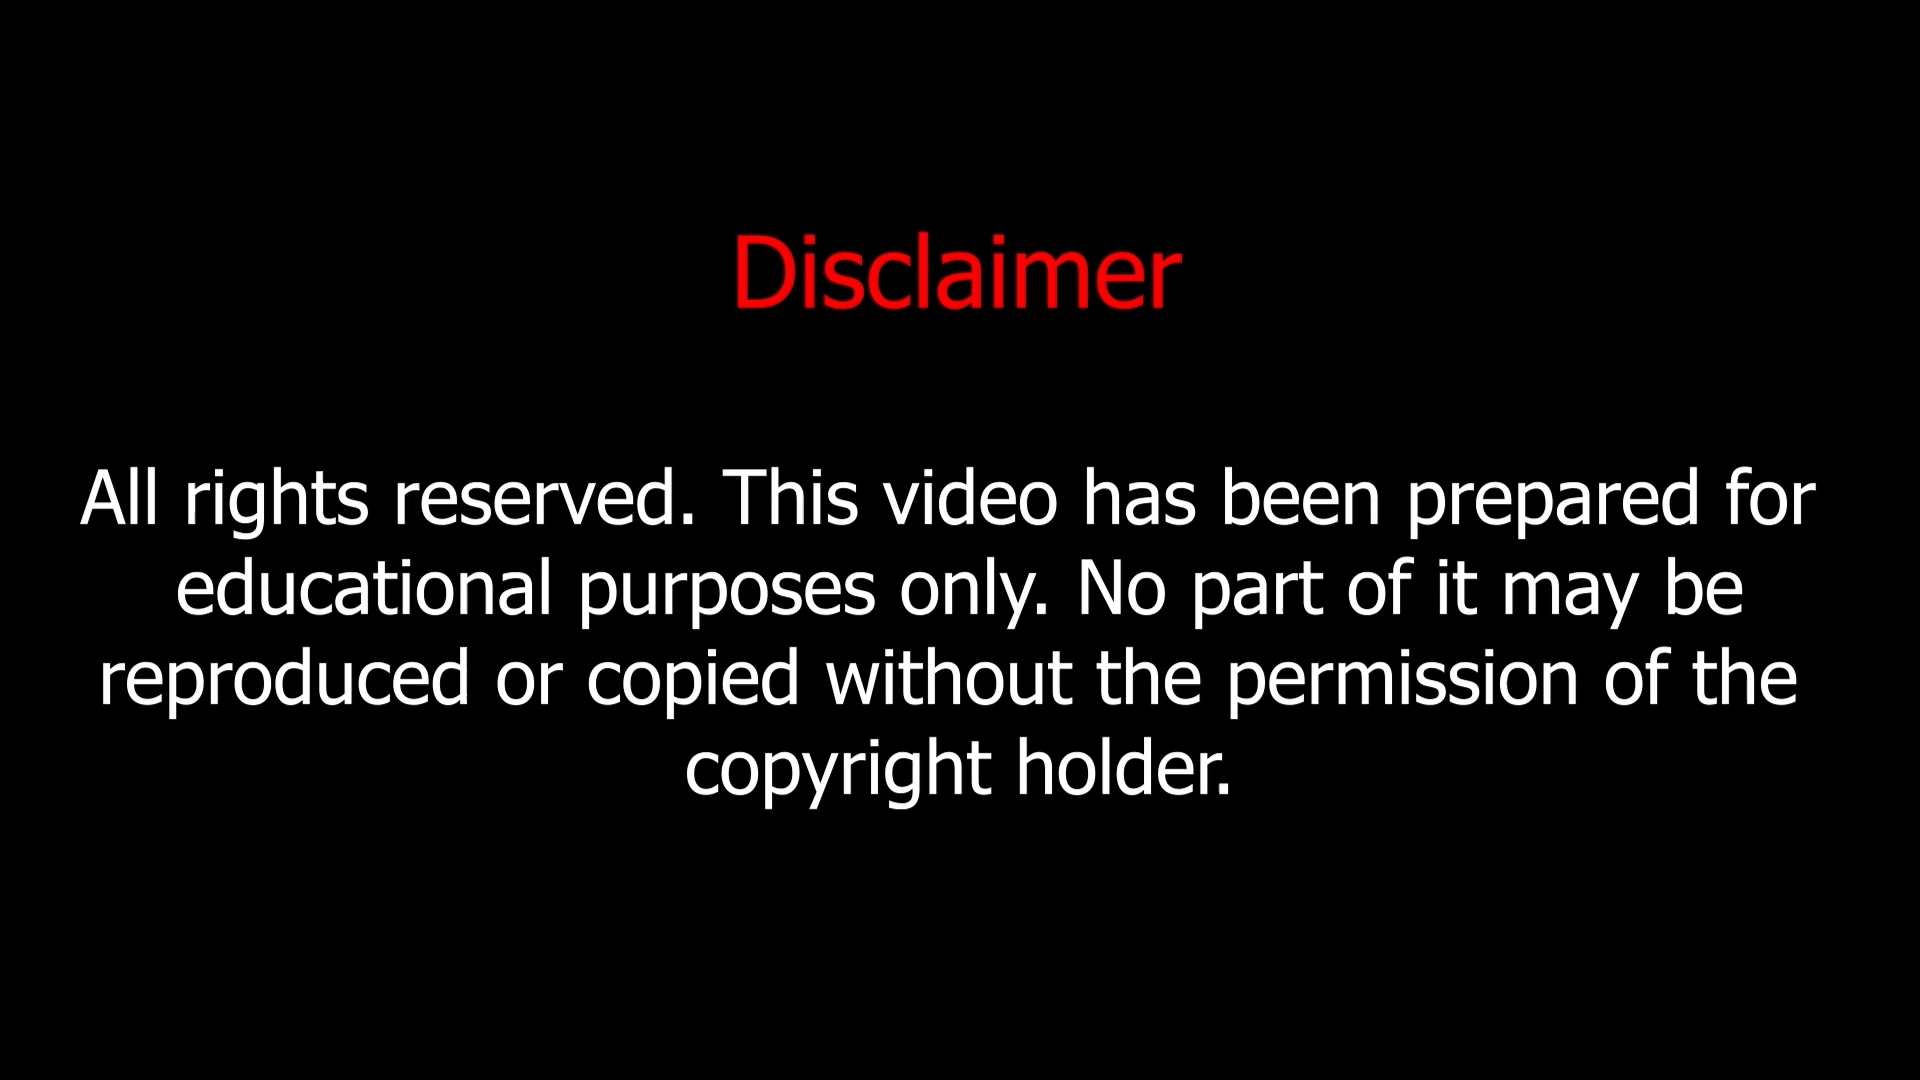 Disclaimer
All rights reserved. This video has been prepared for
educational purposes only. No part of it may be
reproduced or copied without the permission of the
copyright holder.